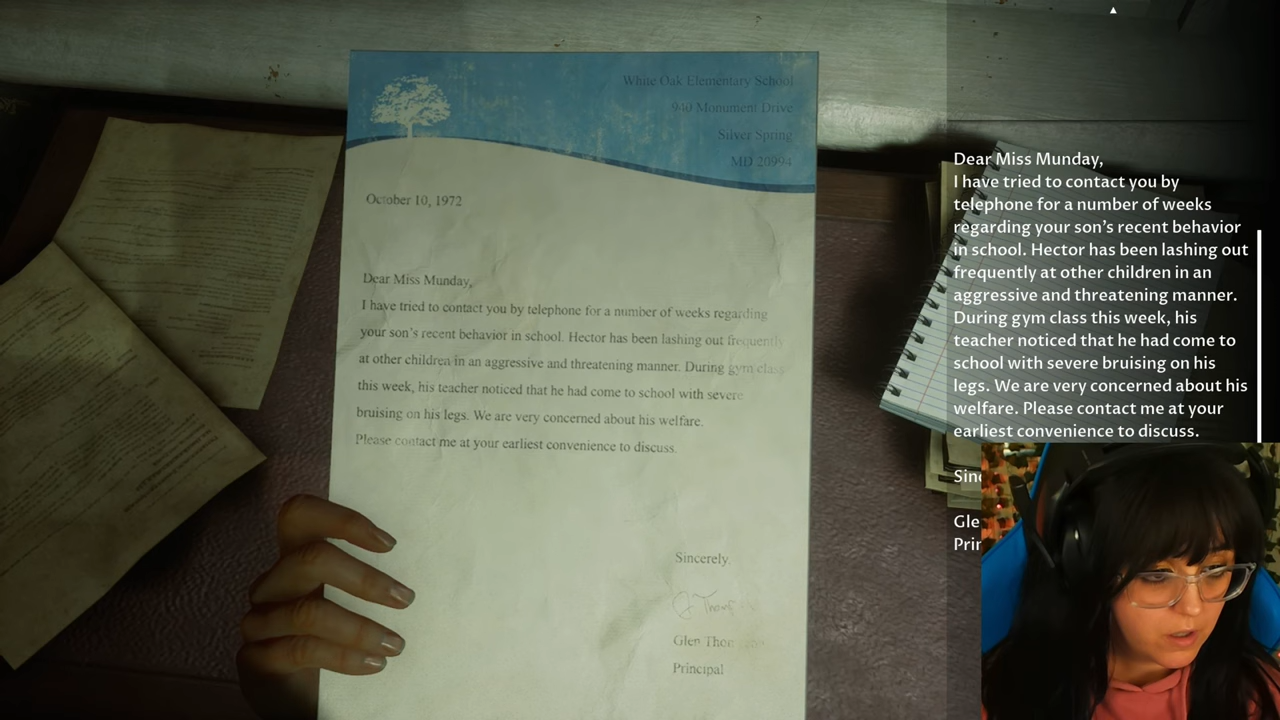 White Oak Elementary School
940 Monument Drive
Silver Spring
MD 20994
October 10, 1972
Dear Miss Munday,
I have tried to contact you by telephone for a number of weeks regarding
your son's recent behavior in school. Hector has been lashing out frequently
at other children in an aggressive and threatening manner. During gym class
this week, his teacher noticed that he had come to school with severe
bruising on his legs. We are very concerned about his welfare.
Please contact me at your earliest convenience to discuss.
Sincerely,
Glen
Principal
Dear Miss Munday,
I have tried to contact you by
telephone for a number of weeks
regarding your son's recent behavior
in school. Hector has been lashing out
frequently at other children in an
aggressive and threatening manner.
During gym class this week, his
teacher noticed that he had come to
school with severe bruising on his
legs. We are very concerned about his
welfare. Please contact me at your
earliest convenience to discuss.